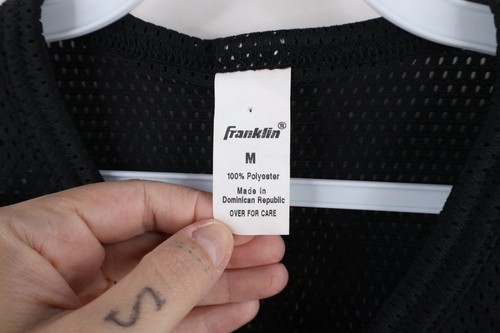 Franklin®
M
100% Polyester
Made in
Dominican Republic
OVER FOR CARE
S